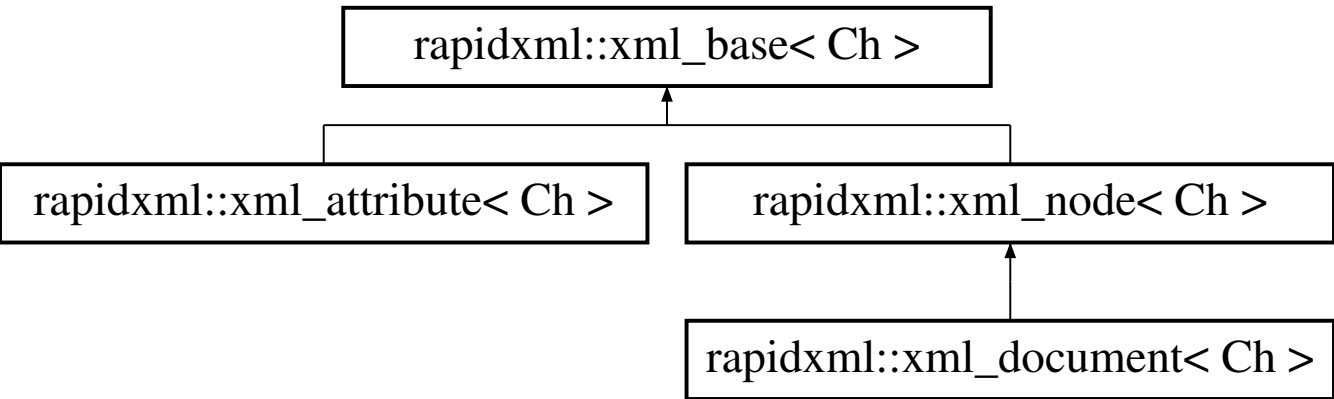 rapidxml::xml_base< Ch >
rapidxml::xml_attribute< Ch >
rapidxml::xml_node< Ch >
rapidxml::xml_document< Ch >